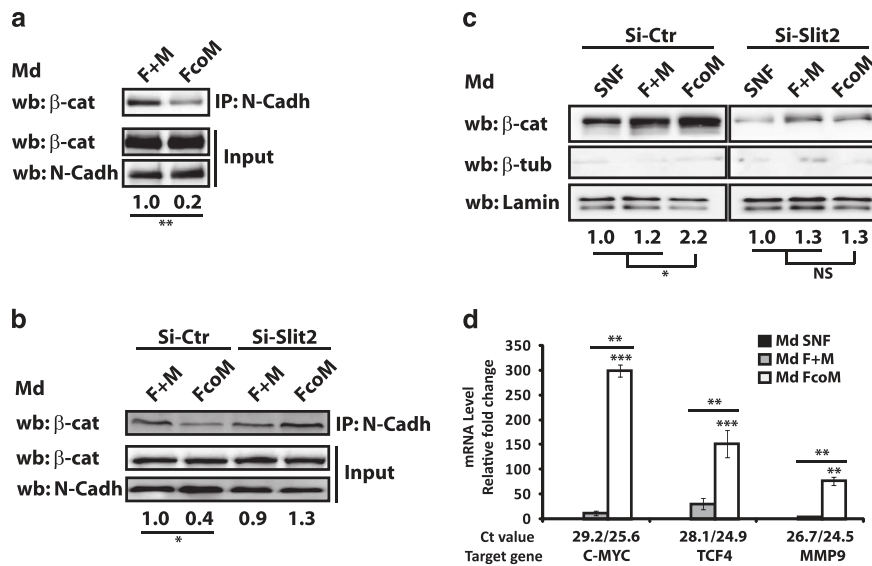 a
Md F+M FcoM
wb: β-cat IP: N-Cadh
wb: β-cat
wb: N-Cadh Input
1.0 0.2
**
b
Si-Ctr Si-Slit2
Md F+M FcoM F+M FcoM
wb: β-cat IP: N-Cadh
wb: β-cat
wb: N-Cadh Input
1.0 0.4 0.9 1.3
*
c
Si-Ctr Si-Slit2
Md SNF F+M FcoM SNF F+M FcoM
wb: β-cat
wb: β-tub
wb: Lamin
1.0 1.2 2.2 1.0 1.3 1.3
* NS
d
mRNA Level
Relative fold change
350
300
250
200
150
100
50
0
Md SNF
Md F+M
Md FcoM
** ***
** ***
** **
Ct value 29.2/25.6 28.1/24.9 26.7/24.5
Target gene C-MYC TCF4 MMP9